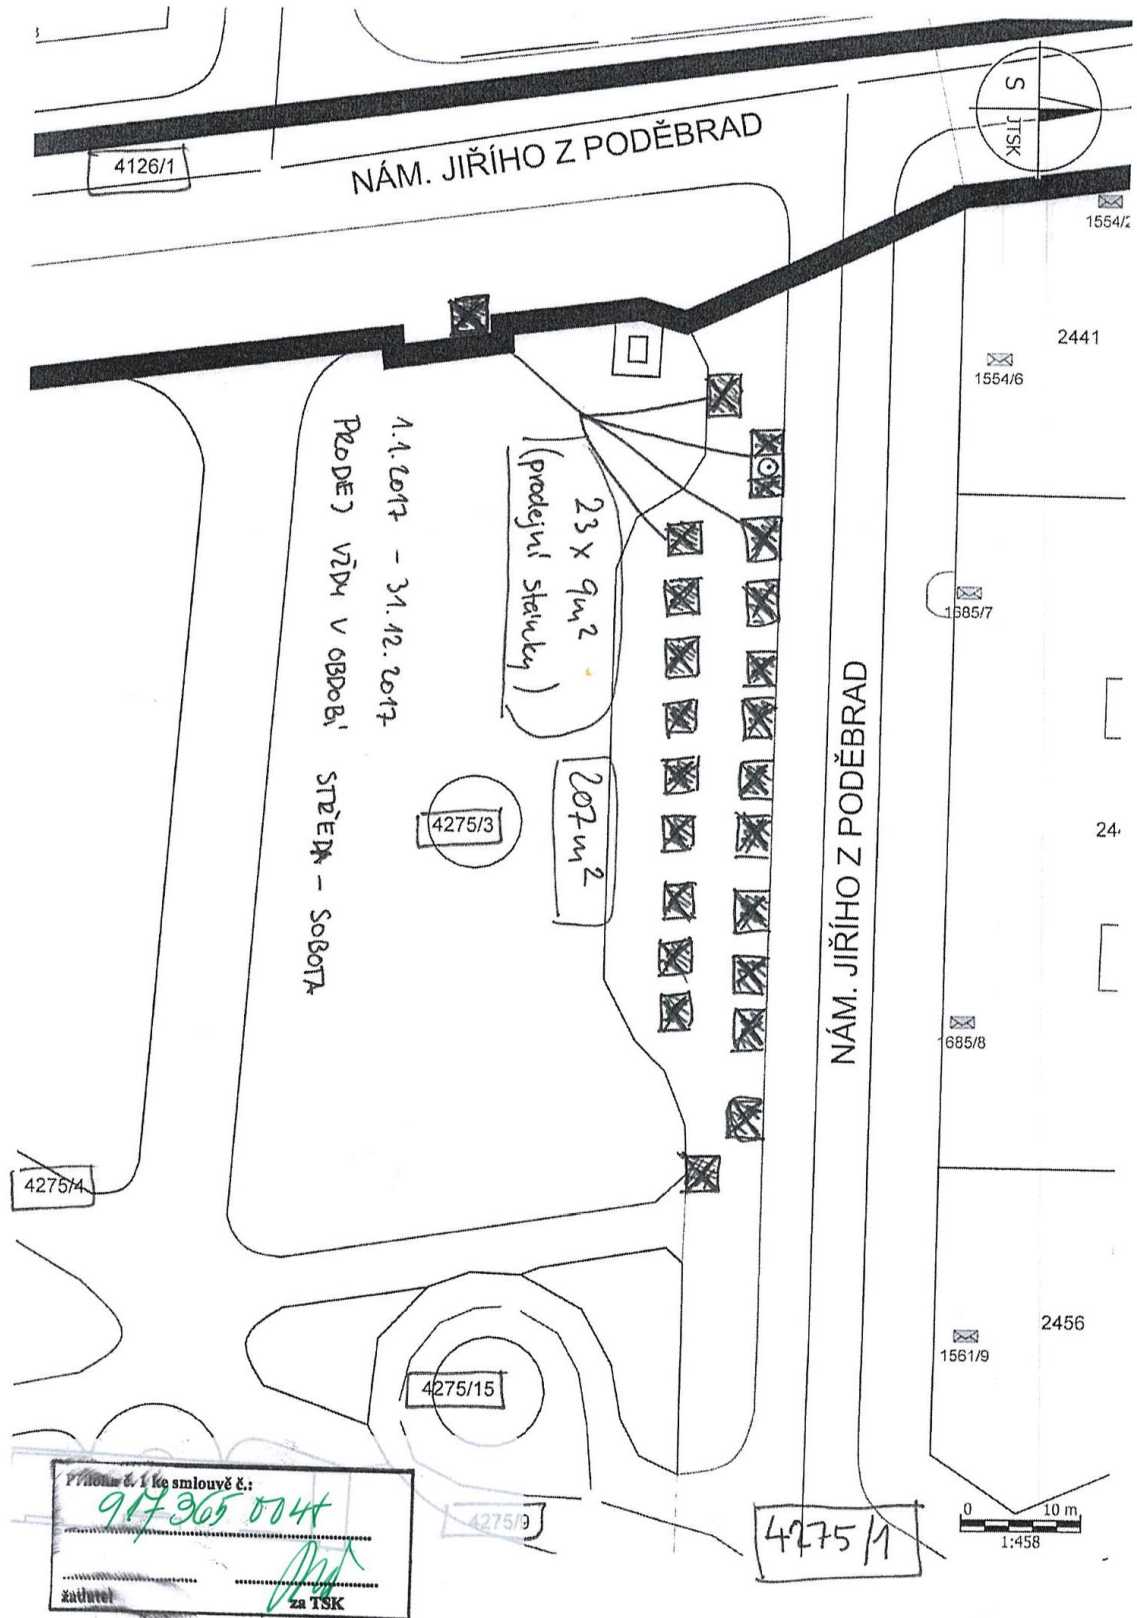 4126/1
NÁM. JIŘÍHO Z PODĚBRAD
S
JTSK
1554/2
2441
1554/6
1685/7
23 x 9m²
(prodejní stánky)
207m²
1.1.2017 - 31.12.2017
PRODEJ VŽDY V OBDOBÍ STŘEDA - SOBOTA
4275/3
NÁM. JIŘÍHO Z PODĚBRAD
24
685/8
4275/4
2456
1561/9
4275/15
Příloha č. 1 ke smlouvě č.:
žadatel
za TSK
4275/9
4275/1
0 10 m
1:458